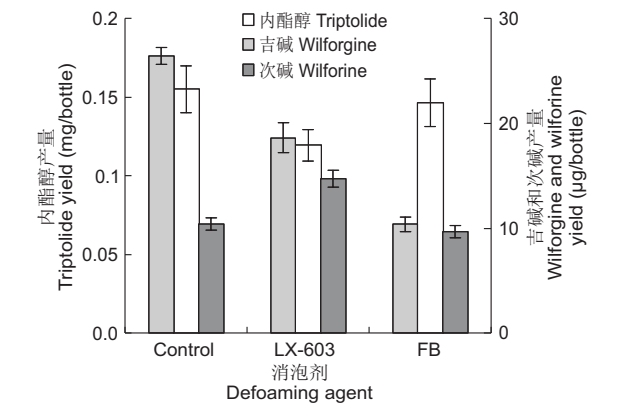 内酯醇 Triptolide
吉碱 Wilforgine
次碱 Wilforine
内酯醇产量
Triptolide yield (mg/bottle)
0.2
0.15
0.1
0.05
0.0
吉碱和次碱产量
Wilforgine and wilforine
yield (μg/bottle)
30
20
10
0
Control LX-603 FB
消泡剂
Defoaming agent